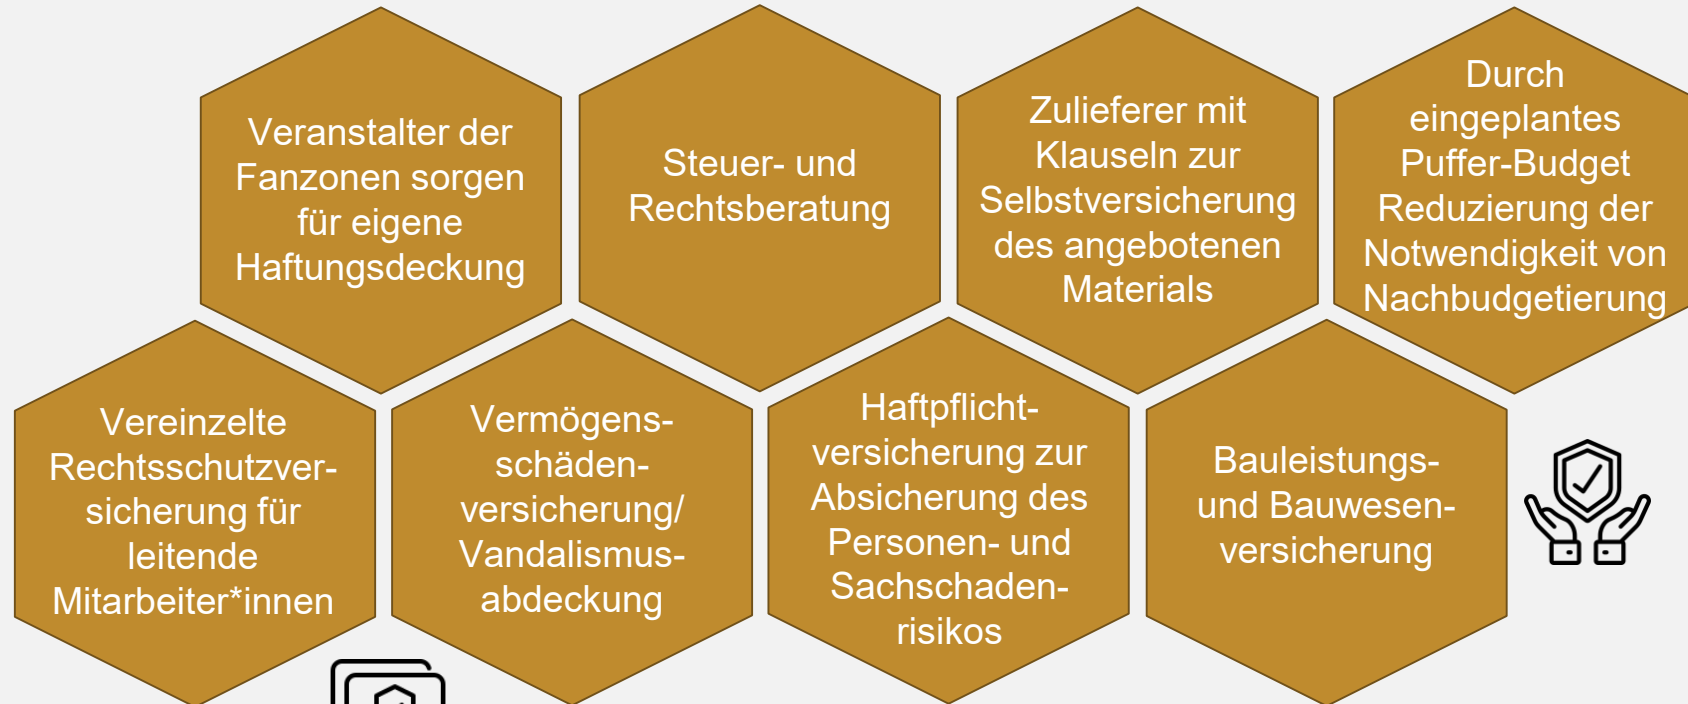 Veranstalter der
Fanzonen sorgen
für eigene
Haftungsdeckung
Steuer- und
Rechtsberatung
Zulieferer mit
Klauseln zur
Selbstversicherung
des angebotenen
Materials
Durch
eingeplantes
Puffer-Budget
Reduzierung der
Notwendigkeit von
Nachbudgetierung
Vereinzelte
Rechtsschutzver-
sicherung für
leitende
Mitarbeiter*innen
Vermögens-
schäden-
versicherung/
Vandalismus-
abdeckung
Haftpflicht-
versicherung zur
Absicherung des
Personen- und
Sachschaden-
risikos
Bauleistungs-
und Bauwesen-
versicherung